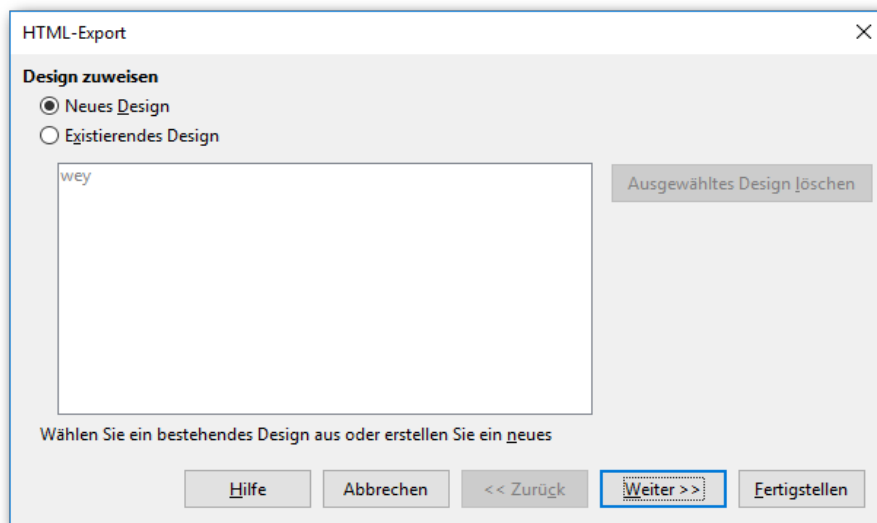 HTML-Export
Design zuweisen
Neues Design
Existierendes Design
wey
Ausgewähltes Design löschen
Wählen Sie ein bestehendes Design aus oder erstellen Sie ein neues
Hilfe
Abbrechen
<< Zurück
Weiter >>
Fertigstellen